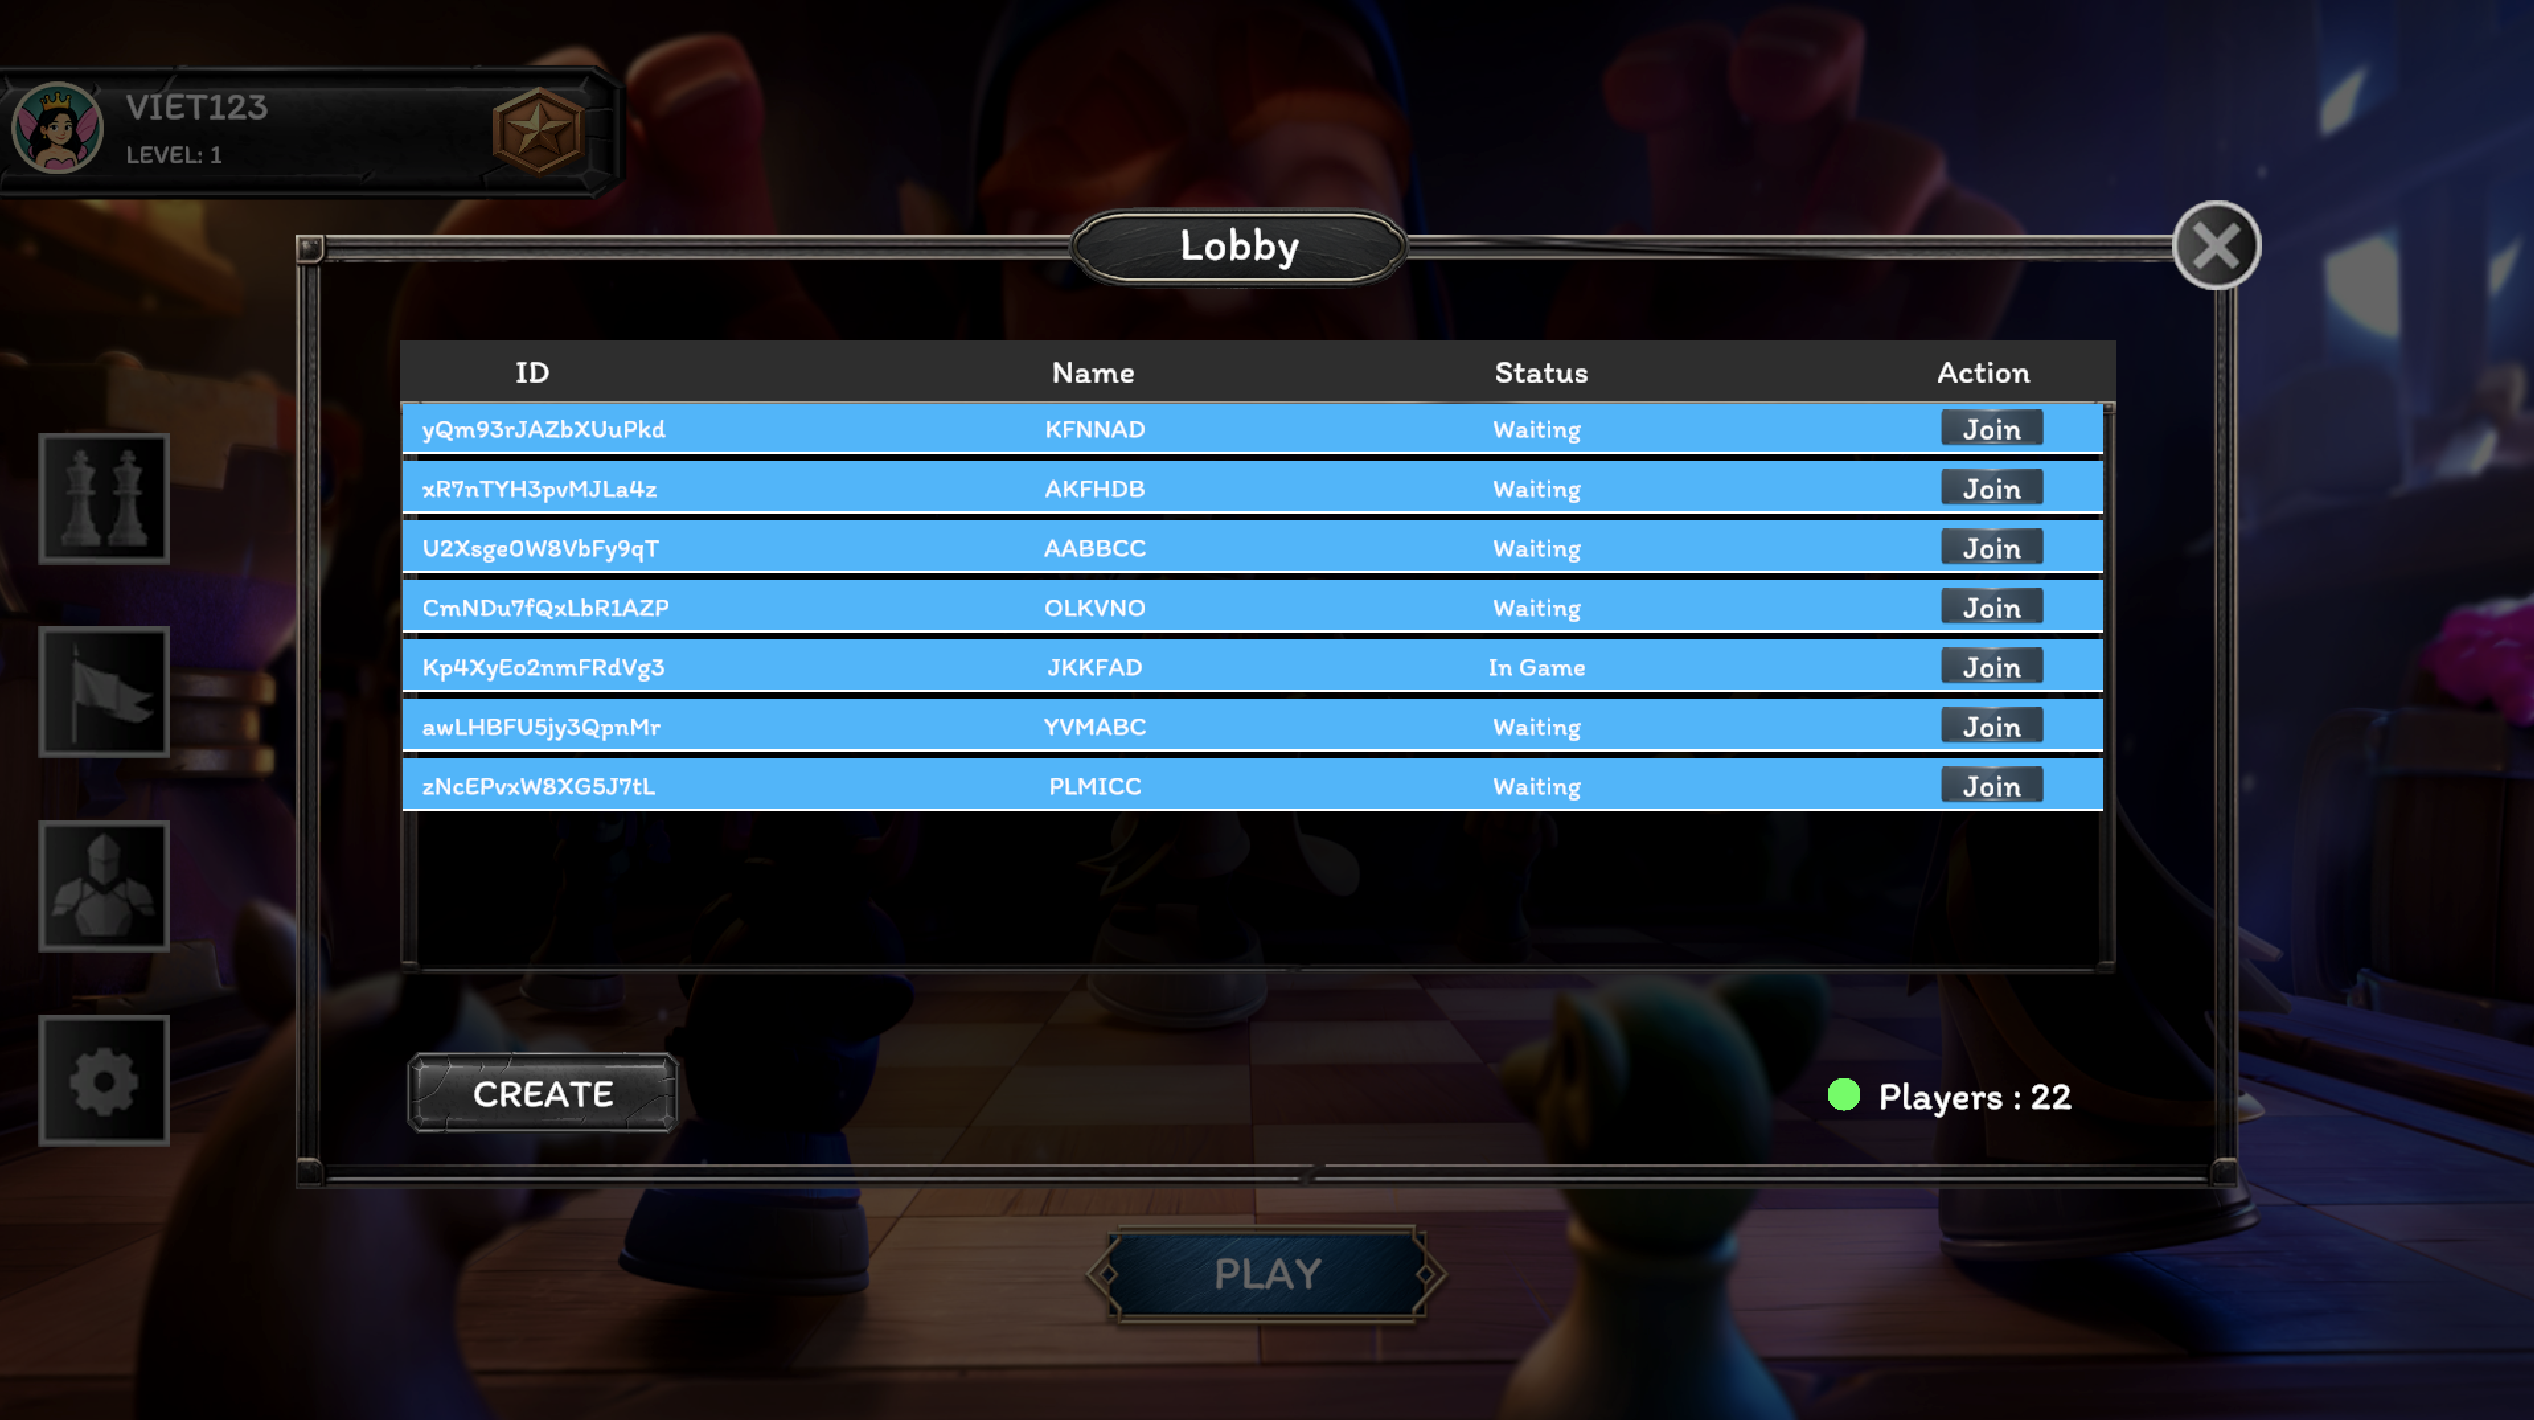 VIET123
LEVEL: 1
Lobby
ID Name Status Action
yQm93rJAZbXUuPkd KFNNAD Waiting Join
xR7nTYH3pvMJLa4z AKFHDB Waiting Join
U2Xsge0W8VbFy9qT AABBCC Waiting Join
CmNDu7fQxLbR1AZP OLKVNO Waiting Join
Kp4XyEo2nmFRdVg3 JKKFAD In Game Join
awLHBFU5jy3QpnMr YVMABC Waiting Join
zNcEPvxW8XG5J7tL PLMICC Waiting Join
CREATE
Players : 22
PLAY